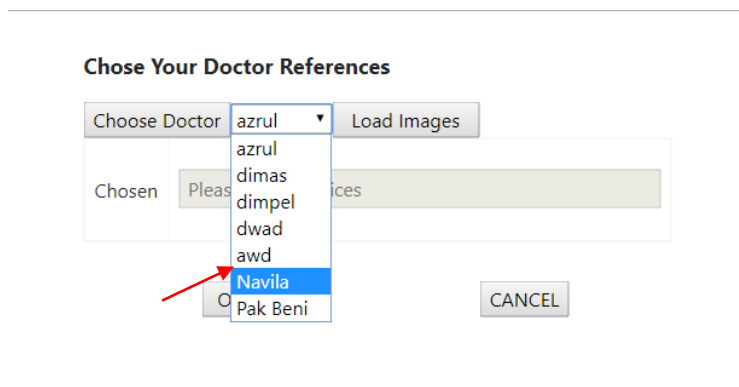 Chose Your Doctor References
Choose Doctor azrul Load Images
azrul
dimas
dimpel
dwad
awd
Navila
Pak Beni
Chosen
CANCEL